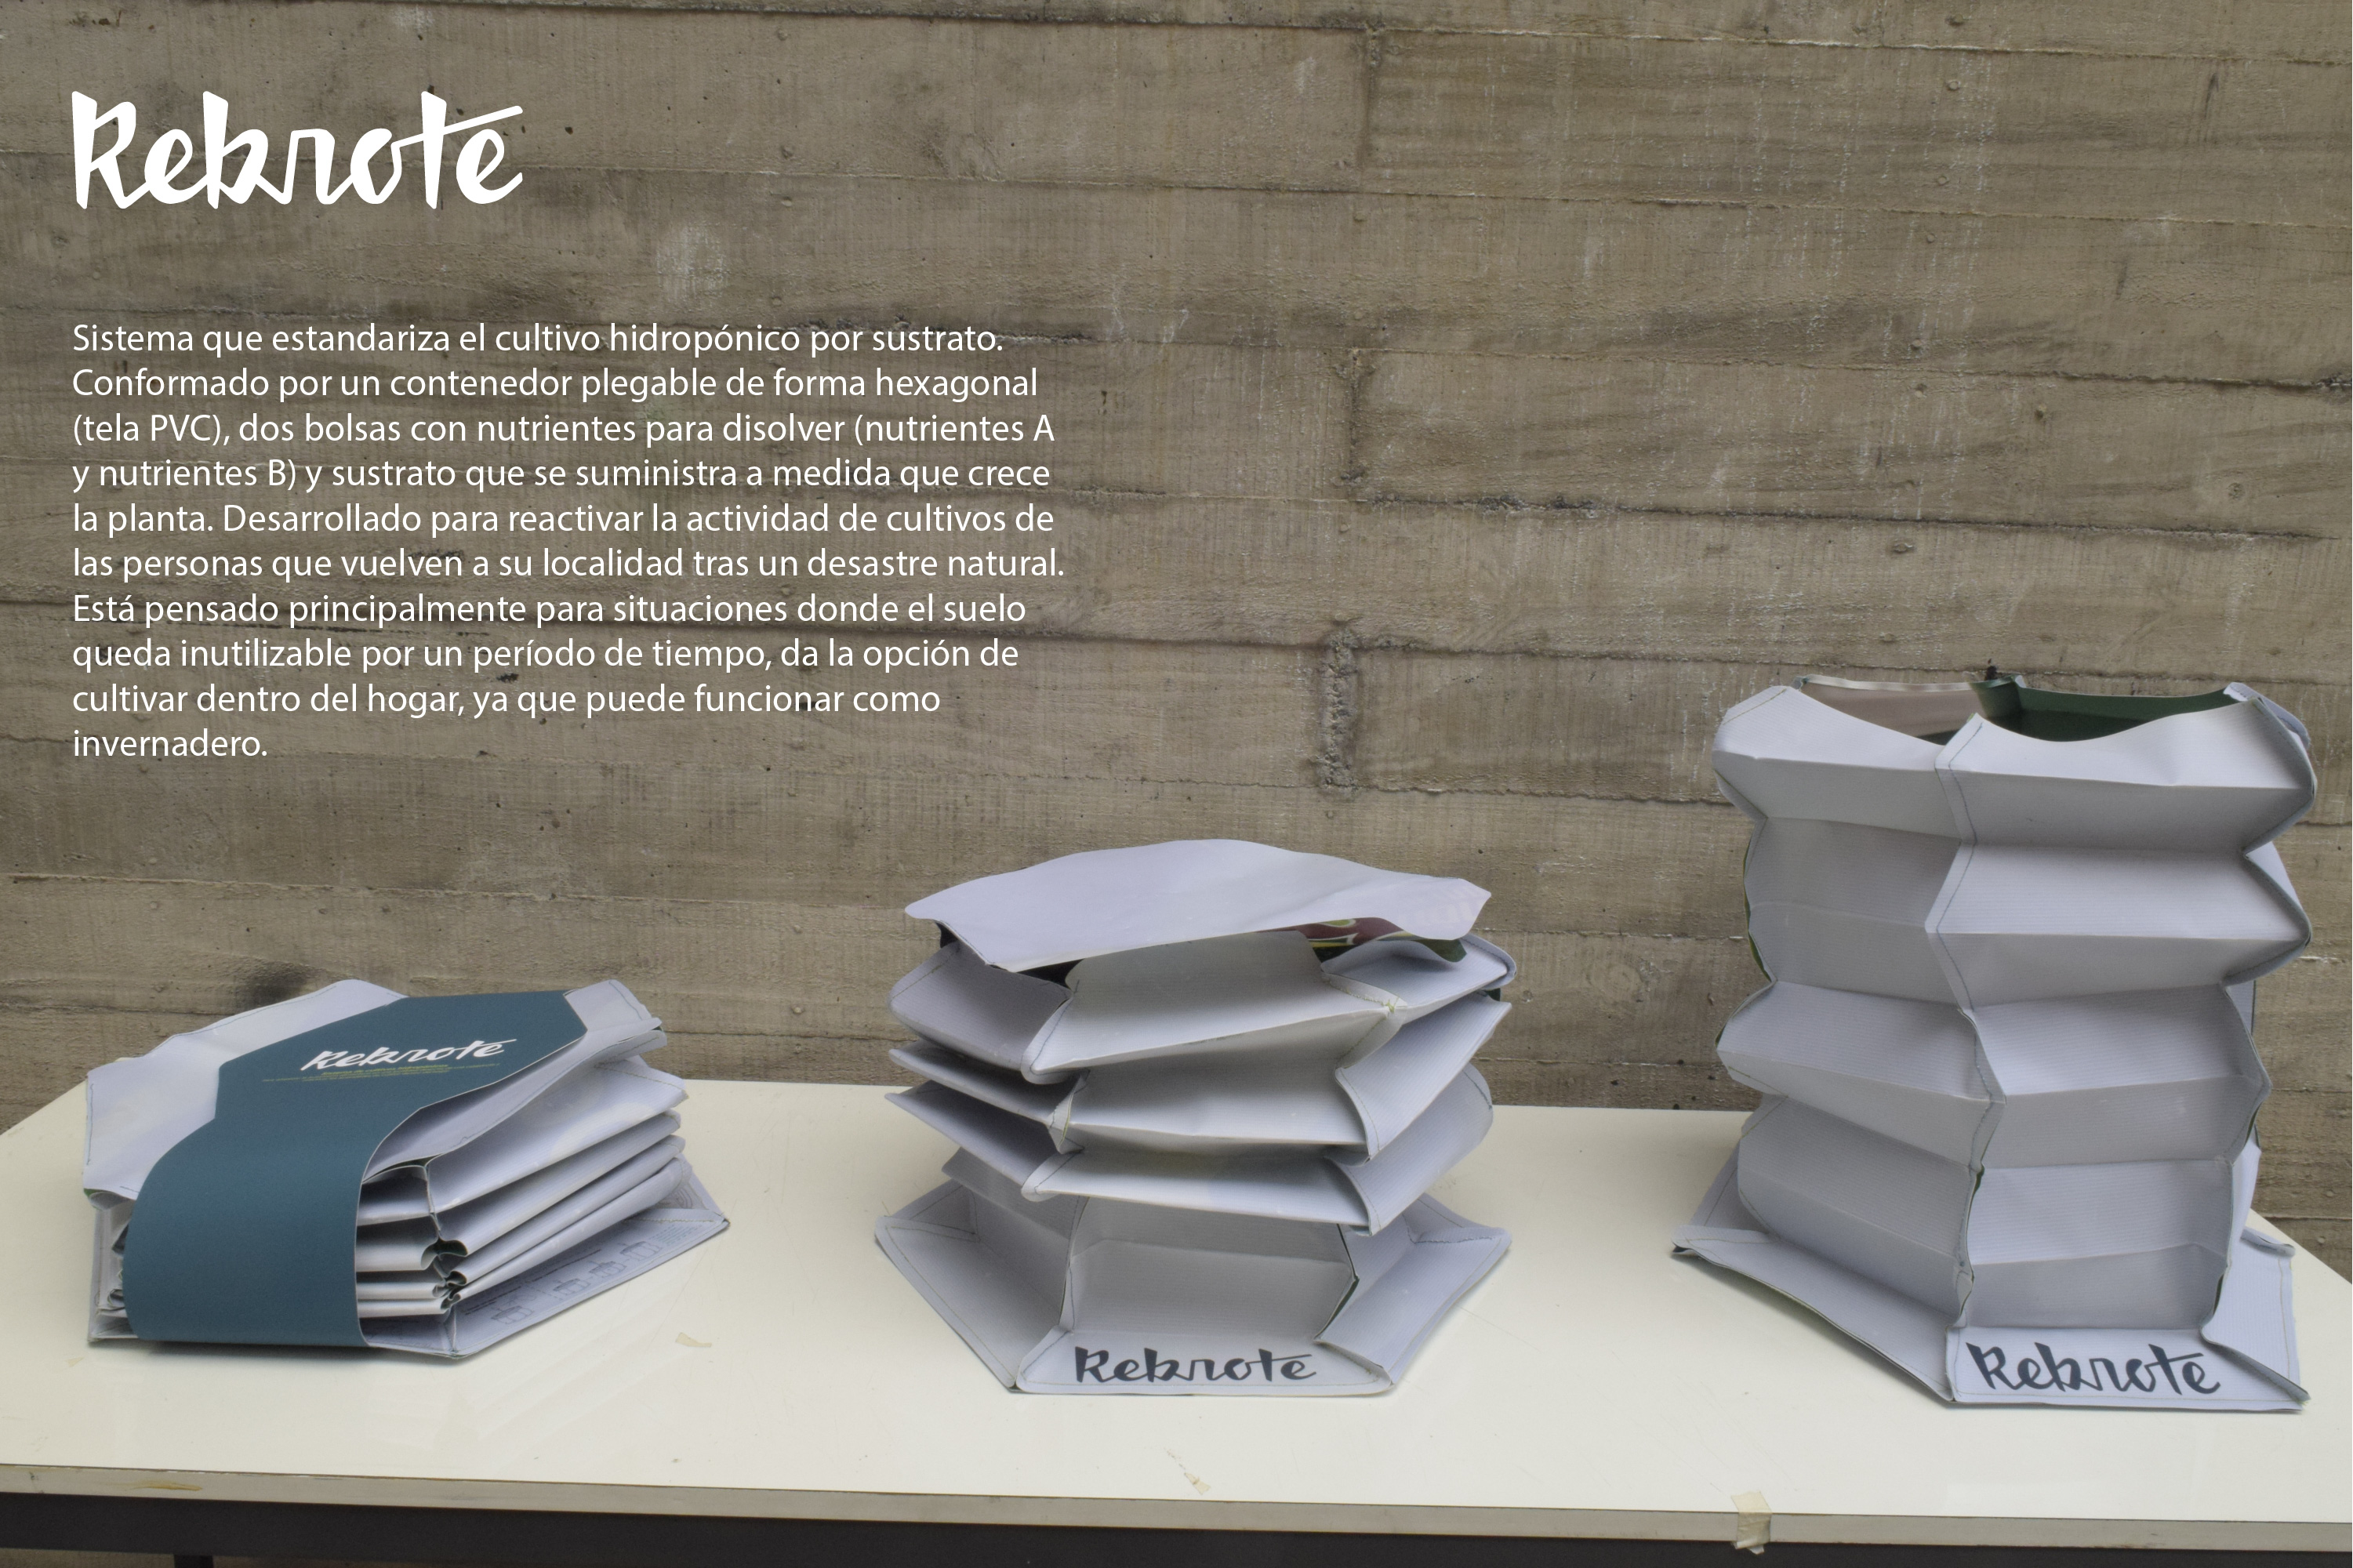 Rebrote
Sistema que estandariza el cultivo hidropónico por sustrato.
Conformado por un contenedor plegable de forma hexagonal
(tela PVC), dos bolsas con nutrientes para disolver (nutrientes A
y nutrientes B) y sustrato que se suministra a medida que crece
la planta. Desarrollado para reactivar la actividad de cultivos de
las personas que vuelven a su localidad tras un desastre natural.
Está pensado principalmente para situaciones donde el suelo
queda inutilizable por un período de tiempo, da la opción de
cultivar dentro del hogar, ya que puede funcionar como
invernadero.
Rebrote
Rebrote
Rebrote